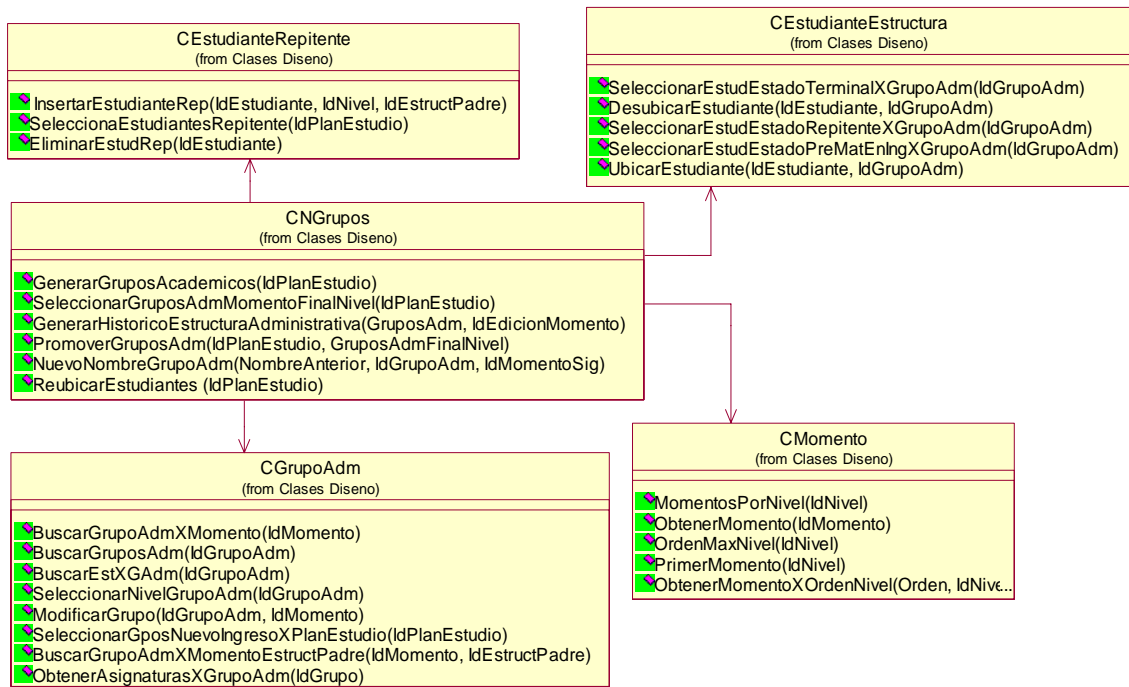 CEstudianteRepitente
(from Clases Diseno)
InsertarEstudianteRep(IdEstudiante, IdNivel, IdEstructPadre)
SeleccionaEstudiantesRepitente(IdPlanEstudio)
EliminarEstudRep(IdEstudiante)
CEstudianteEstructura
(from Clases Diseno)
SeleccionarEstudEstadoTerminalXGrupoAdm(IdGrupoAdm)
DesubicarEstudiante(IdEstudiante, IdGrupoAdm)
SeleccionarEstudEstadoRepitenteXGrupoAdm(IdGrupoAdm)
SeleccionarEstudEstadoPreMatEnIngXGrupoAdm(IdGrupoAdm)
UbicarEstudiante(IdEstudiante, IdGrupoAdm)
CNGrupos
(from Clases Diseno)
GenerarGruposAcademicos(IdPlanEstudio)
SeleccionarGruposAdmMomentoFinalNivel(IdPlanEstudio)
GenerarHistoricoEstructuraAdministrativa(GruposAdm, IdEdicionMomento)
PromoverGruposAdm(IdPlanEstudio, GruposAdmFinalNivel)
NuevoNombreGrupoAdm(NombreAnterior, IdGrupoAdm, IdMomentoSig)
ReubicarEstudiantes (IdPlanEstudio)
CGrupoAdm
(from Clases Diseno)
BuscarGrupoAdmXMomento(IdMomento)
BuscarGruposAdm(IdGrupoAdm)
BuscarEstXGAdm(IdGrupoAdm)
SeleccionarNivelGrupoAdm(IdGrupoAdm)
ModificarGrupo(IdGrupoAdm, IdMomento)
SeleccionarGposNuevoIngresoXPlanEstudio(IdPlanEstudio)
BuscarGrupoAdmXMomentoEstructPadre(IdMomento, IdEstructPadre)
ObtenerAsignaturasXGrupoAdm(IdGrupo)
CMomento
(from Clases Diseno)
MomentosPorNivel(IdNivel)
ObtenerMomento(IdMomento)
OrdenMaxNivel(IdNivel)
PrimerMomento(IdNivel)
ObtenerMomentoXOrdenNivel(Orden, IdNive...